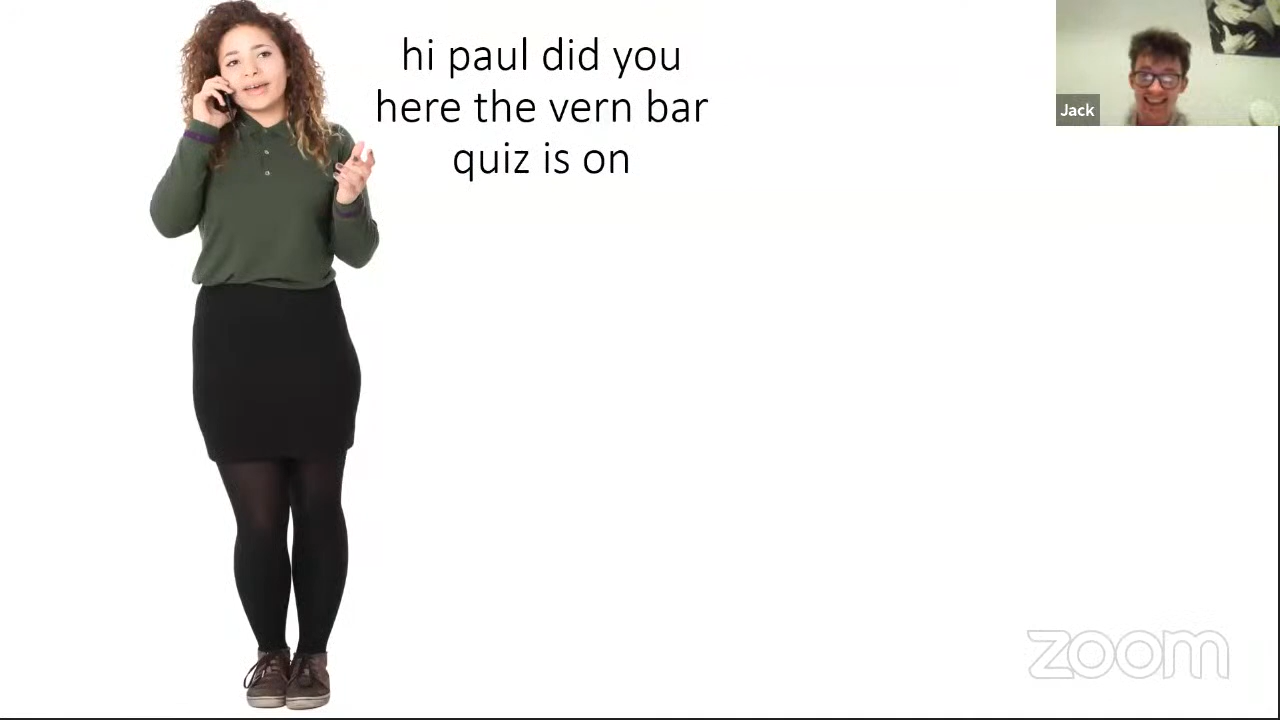 hi paul did you
here the vern bar
quiz is on
Jack
zoom